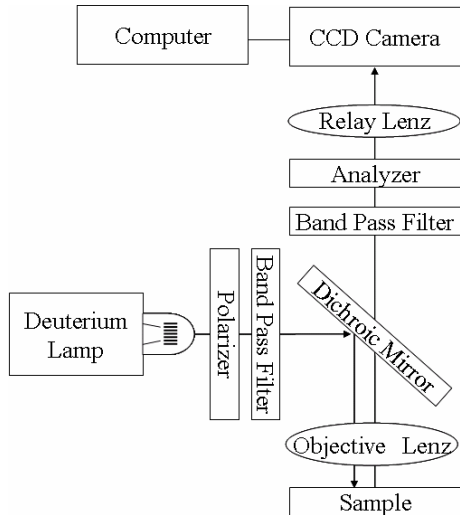 Computer
CCD Camera
Relay Lenz
Analyzer
Band Pass Filter
Deuterium
Lamp
Polarizer
Band Pass Filter
Dichroic Mirror
Objective Lenz
Sample